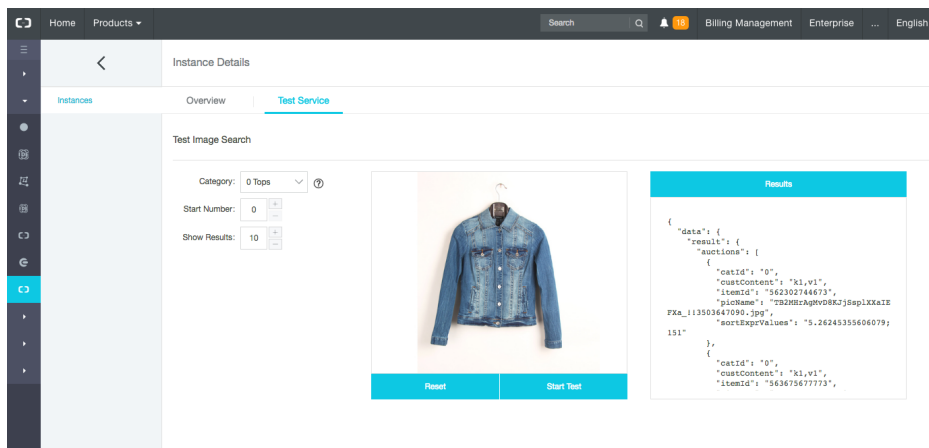 Home Products Search 18 Billing Management Enterprise ... English
Instance Details
Instances
Overview Test Service
Test Image Search
Category: 0 Tops
Start Number: 0
Show Results: 10
Reset Start Test
Results
{
"data": {
"result": {
"auctions": [
{
"catId": "0",
"custContent": "k1,v1",
"itemId": "562302744673",
"picName": "TB2MHrAgMvD8KJjSsplXXaIE
FXa_!!3503647090.jpg",
"sortExprValues": "5.26245355606079;
151"
},
{
"catId": "0",
"custContent": "k1,v1",
"itemId": "563675677773",